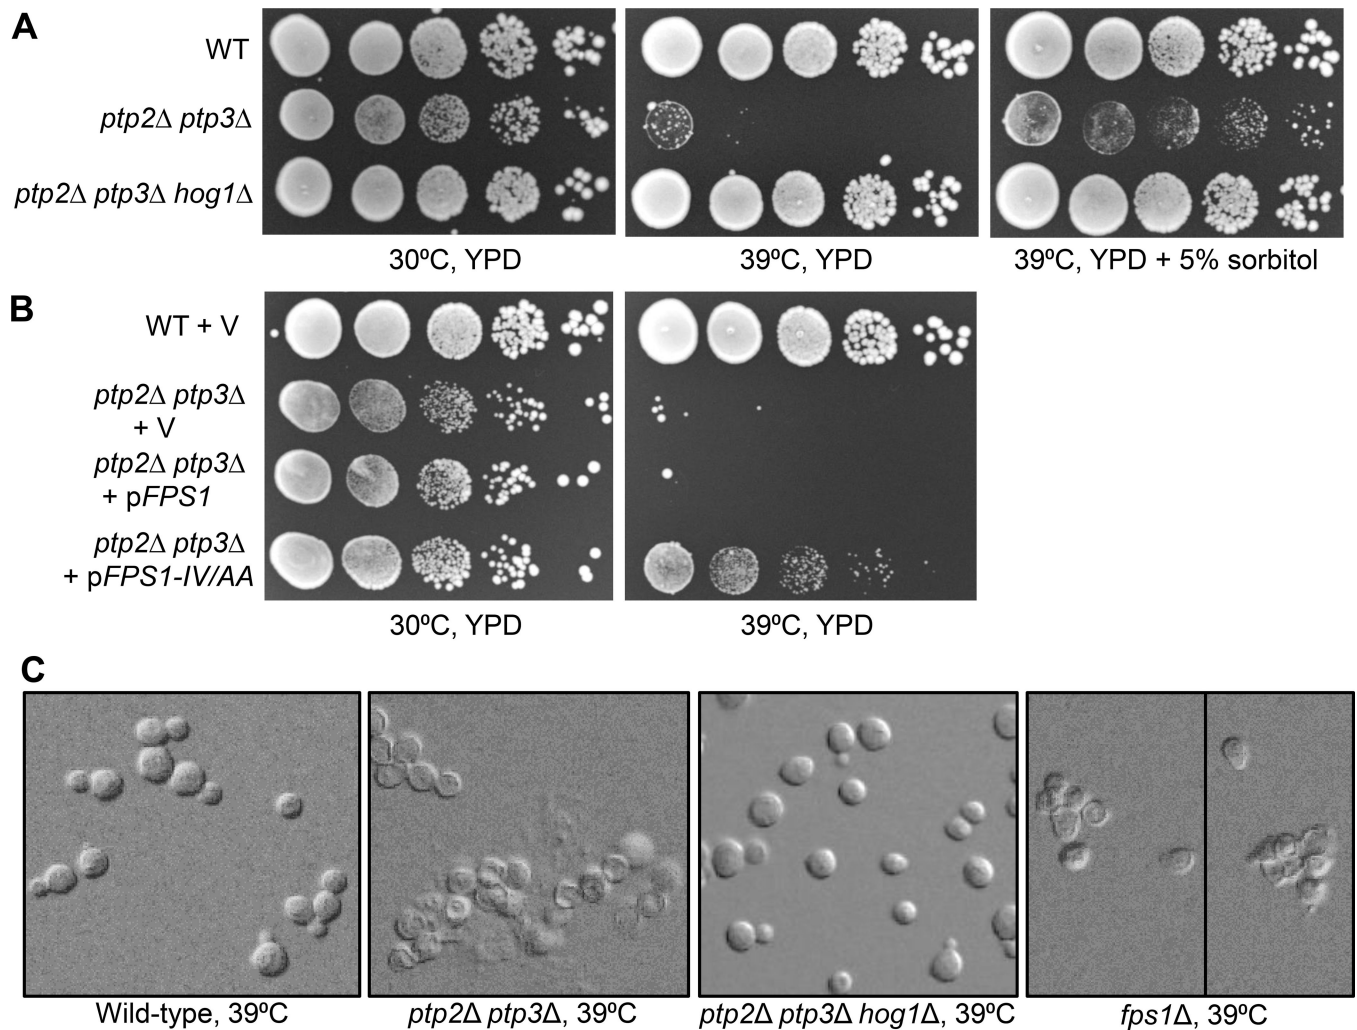 A
WT
ptp2Δ ptp3Δ
ptp2Δ ptp3Δ hog1Δ
30ºC, YPD
39ºC, YPD
39ºC, YPD + 5% sorbitol
B
WT + V
ptp2Δ ptp3Δ
+ V
ptp2Δ ptp3Δ
+ pFPS1
ptp2Δ ptp3Δ
+ pFPS1-IV/AA
30ºC, YPD
39ºC, YPD
C
Wild-type, 39ºC
ptp2Δ ptp3Δ, 39ºC
ptp2Δ ptp3Δ hog1Δ, 39ºC
fps1Δ, 39ºC